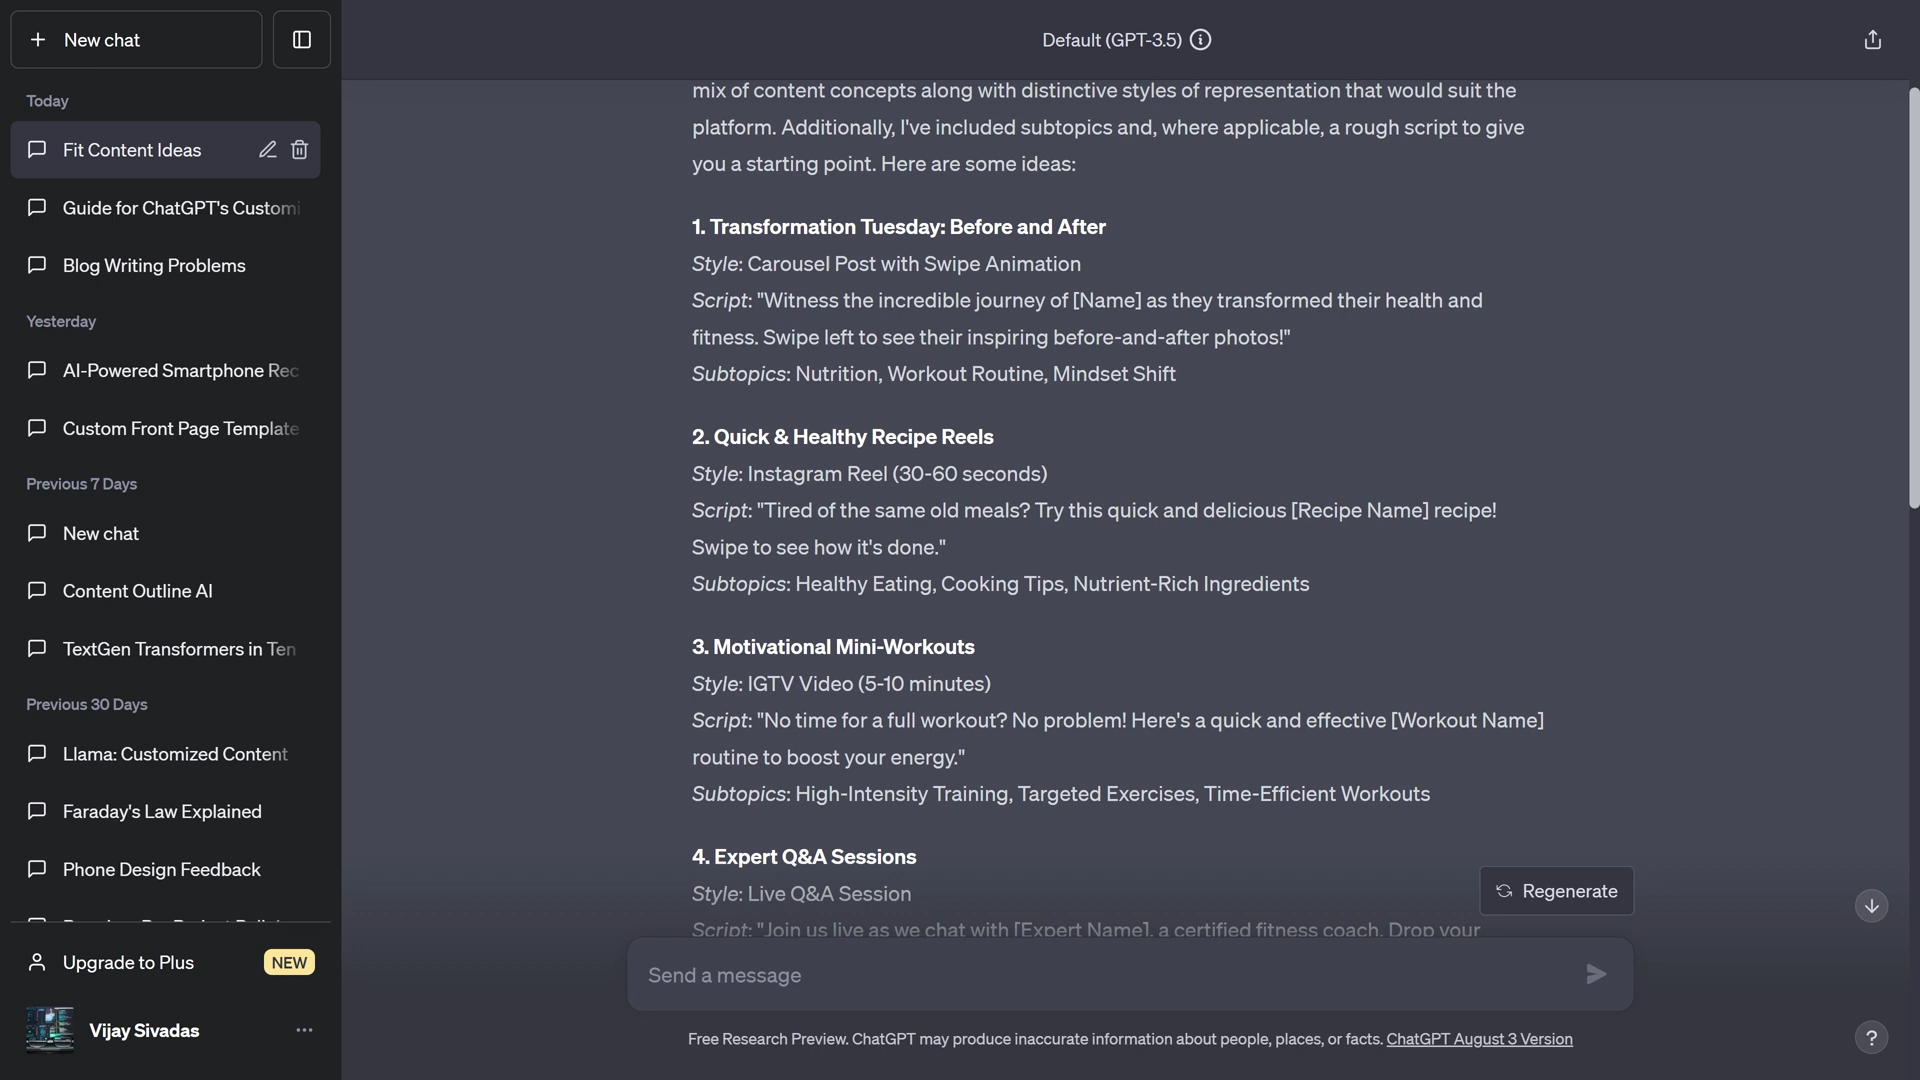 New chat
Today
Fit Content Ideas
Guide for ChatGPT's Customi
Blog Writing Problems
Yesterday
AI-Powered Smartphone Rec
Custom Front Page Template
Previous 7 Days
New chat
Content Outline AI
TextGen Transformers in Ten
Previous 30 Days
Llama: Customized Content
Faraday's Law Explained
Phone Design Feedback
Upgrade to Plus NEW
Vijay Sivadas
Default (GPT-3.5)
mix of content concepts along with distinctive styles of representation that would suit the
platform. Additionally, I've included subtopics and, where applicable, a rough script to give
you a starting point. Here are some ideas:
1. Transformation Tuesday: Before and After
Style: Carousel Post with Swipe Animation
Script: "Witness the incredible journey of [Name] as they transformed their health and
fitness. Swipe left to see their inspiring before-and-after photos!"
Subtopics: Nutrition, Workout Routine, Mindset Shift
2. Quick & Healthy Recipe Reels
Style: Instagram Reel (30-60 seconds)
Script: "Tired of the same old meals? Try this quick and delicious [Recipe Name] recipe!
Swipe to see how it's done."
Subtopics: Healthy Eating, Cooking Tips, Nutrient-Rich Ingredients
3. Motivational Mini-Workouts
Style: IGTV Video (5-10 minutes)
Script: "No time for a full workout? No problem! Here's a quick and effective [Workout Name]
routine to boost your energy."
Subtopics: High-Intensity Training, Targeted Exercises, Time-Efficient Workouts
4. Expert Q&A Sessions
Style: Live Q&A Session
Script: "Join us live as we chat with [Expert Name], a certified fitness coach. Drop your
Regenerate
Send a message
Free Research Preview. ChatGPT may produce inaccurate information about people, places, or facts. ChatGPT August 3 Version
?